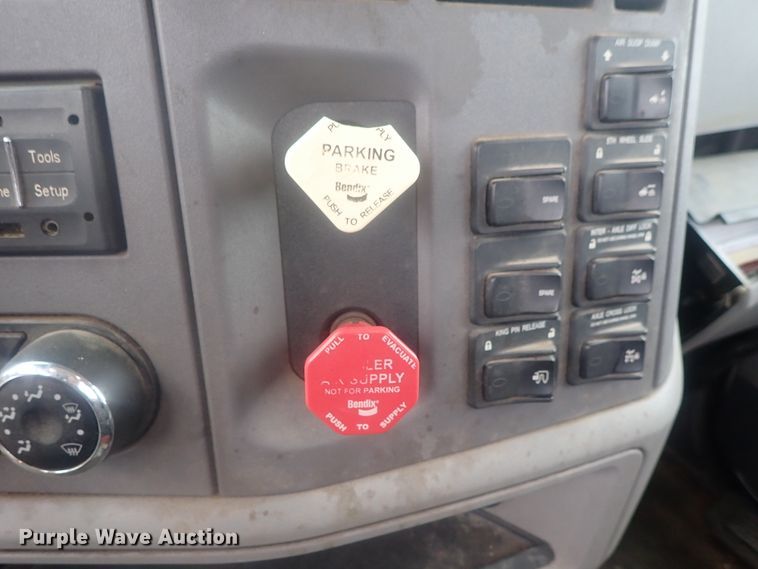 Tools
Setup
PARKING
BRAKE
Bendix
PUSH TO RELEASE
PULL TO EVACUATE
SUPPLY
NOT FOR PARKING
Bendix
PUSH TO SUPPLY
AIR SUSP DUMP
5TH WHEEL SLIDE
SPARE
INTER - AXLE DIFF LOCK
SPARE
AXLE CROSS LOCK
KING PIN RELEASE
Purple Wave Auction